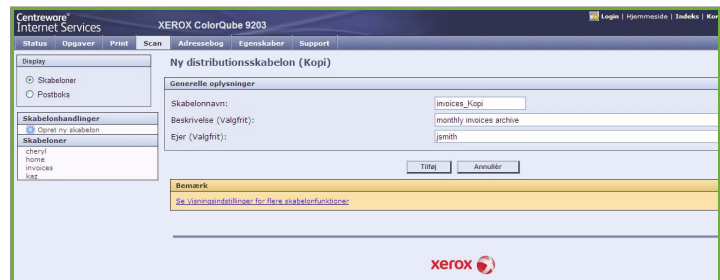 Centreware®
Internet Services
XEROX ColorQube 9203
Login | Hjemmeside | Indeks | Kor
Status Opgaver Print Scan Adressebog Egenskaber Support
Display
Skabeloner
Postboks
Skabelonhandlinger
Opret ny skabelon
Skabeloner
cheryl
home
invoices
kaz
Ny distributionsskabelon (Kopi)
Generelle oplysninger
Skabelonnavn: invoices_Kopi
Beskrivelse (Valgfrit): monthly invoices archive
Ejer (Valgfrit): jsmith
Tilføj Annullér
Bemærk
Se Visningsindstillinger for flere skabelonfunktioner
xerox